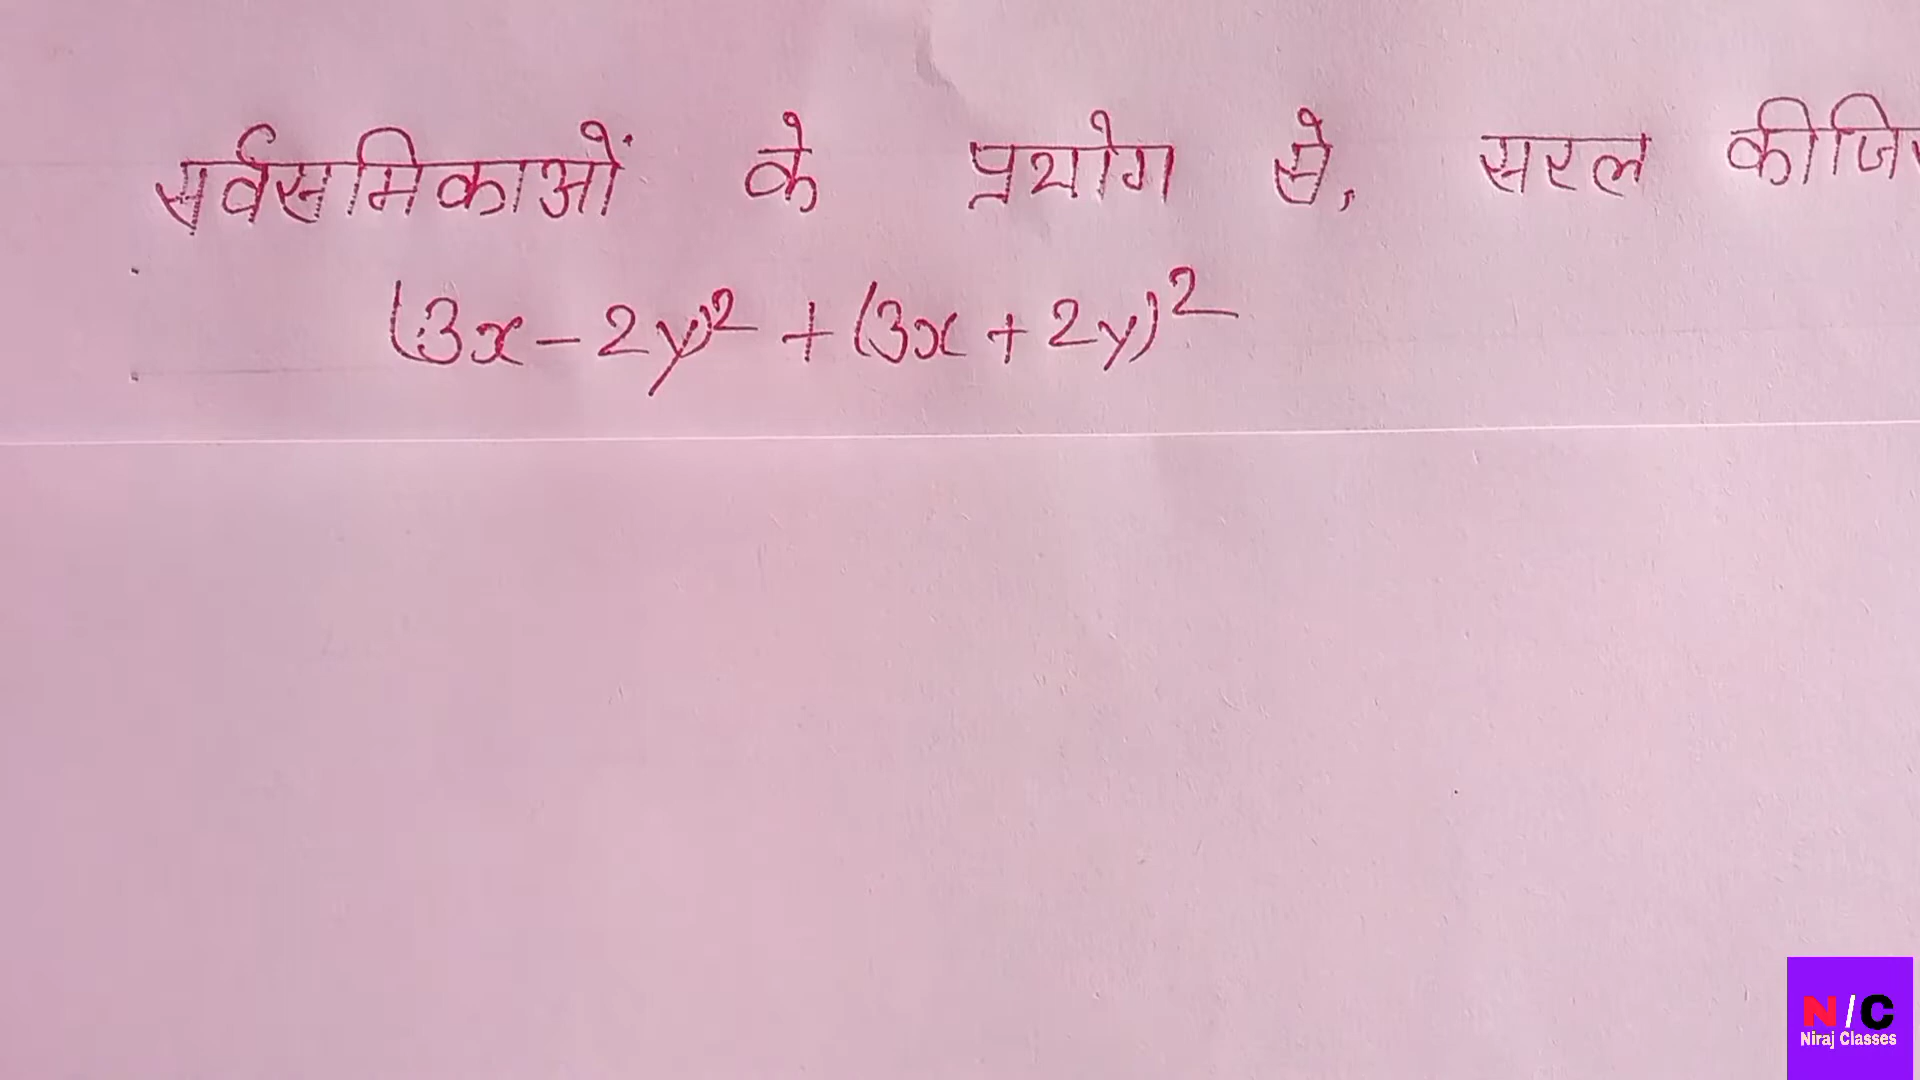 सर्वसमिकाओं के प्रयोग से, सरल
(3x - 2y)² + (3x + 2y)²
N/C
Niraj Classes